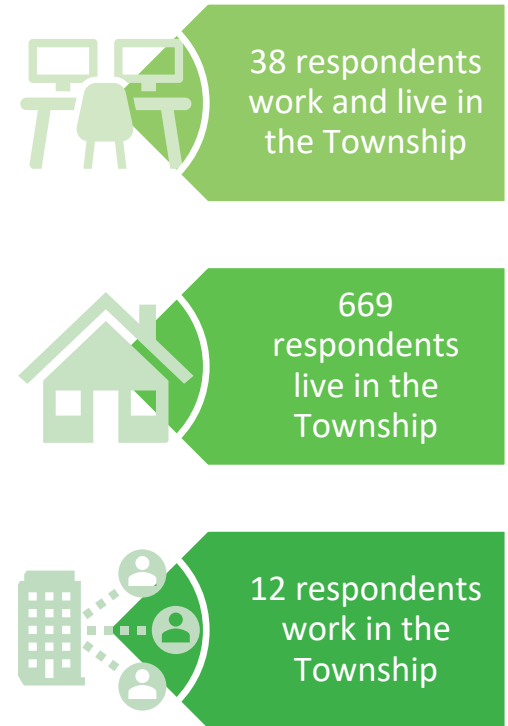 38 respondents
work and live in
the Township
669
respondents
live in the
Township
12 respondents
work in the
Township